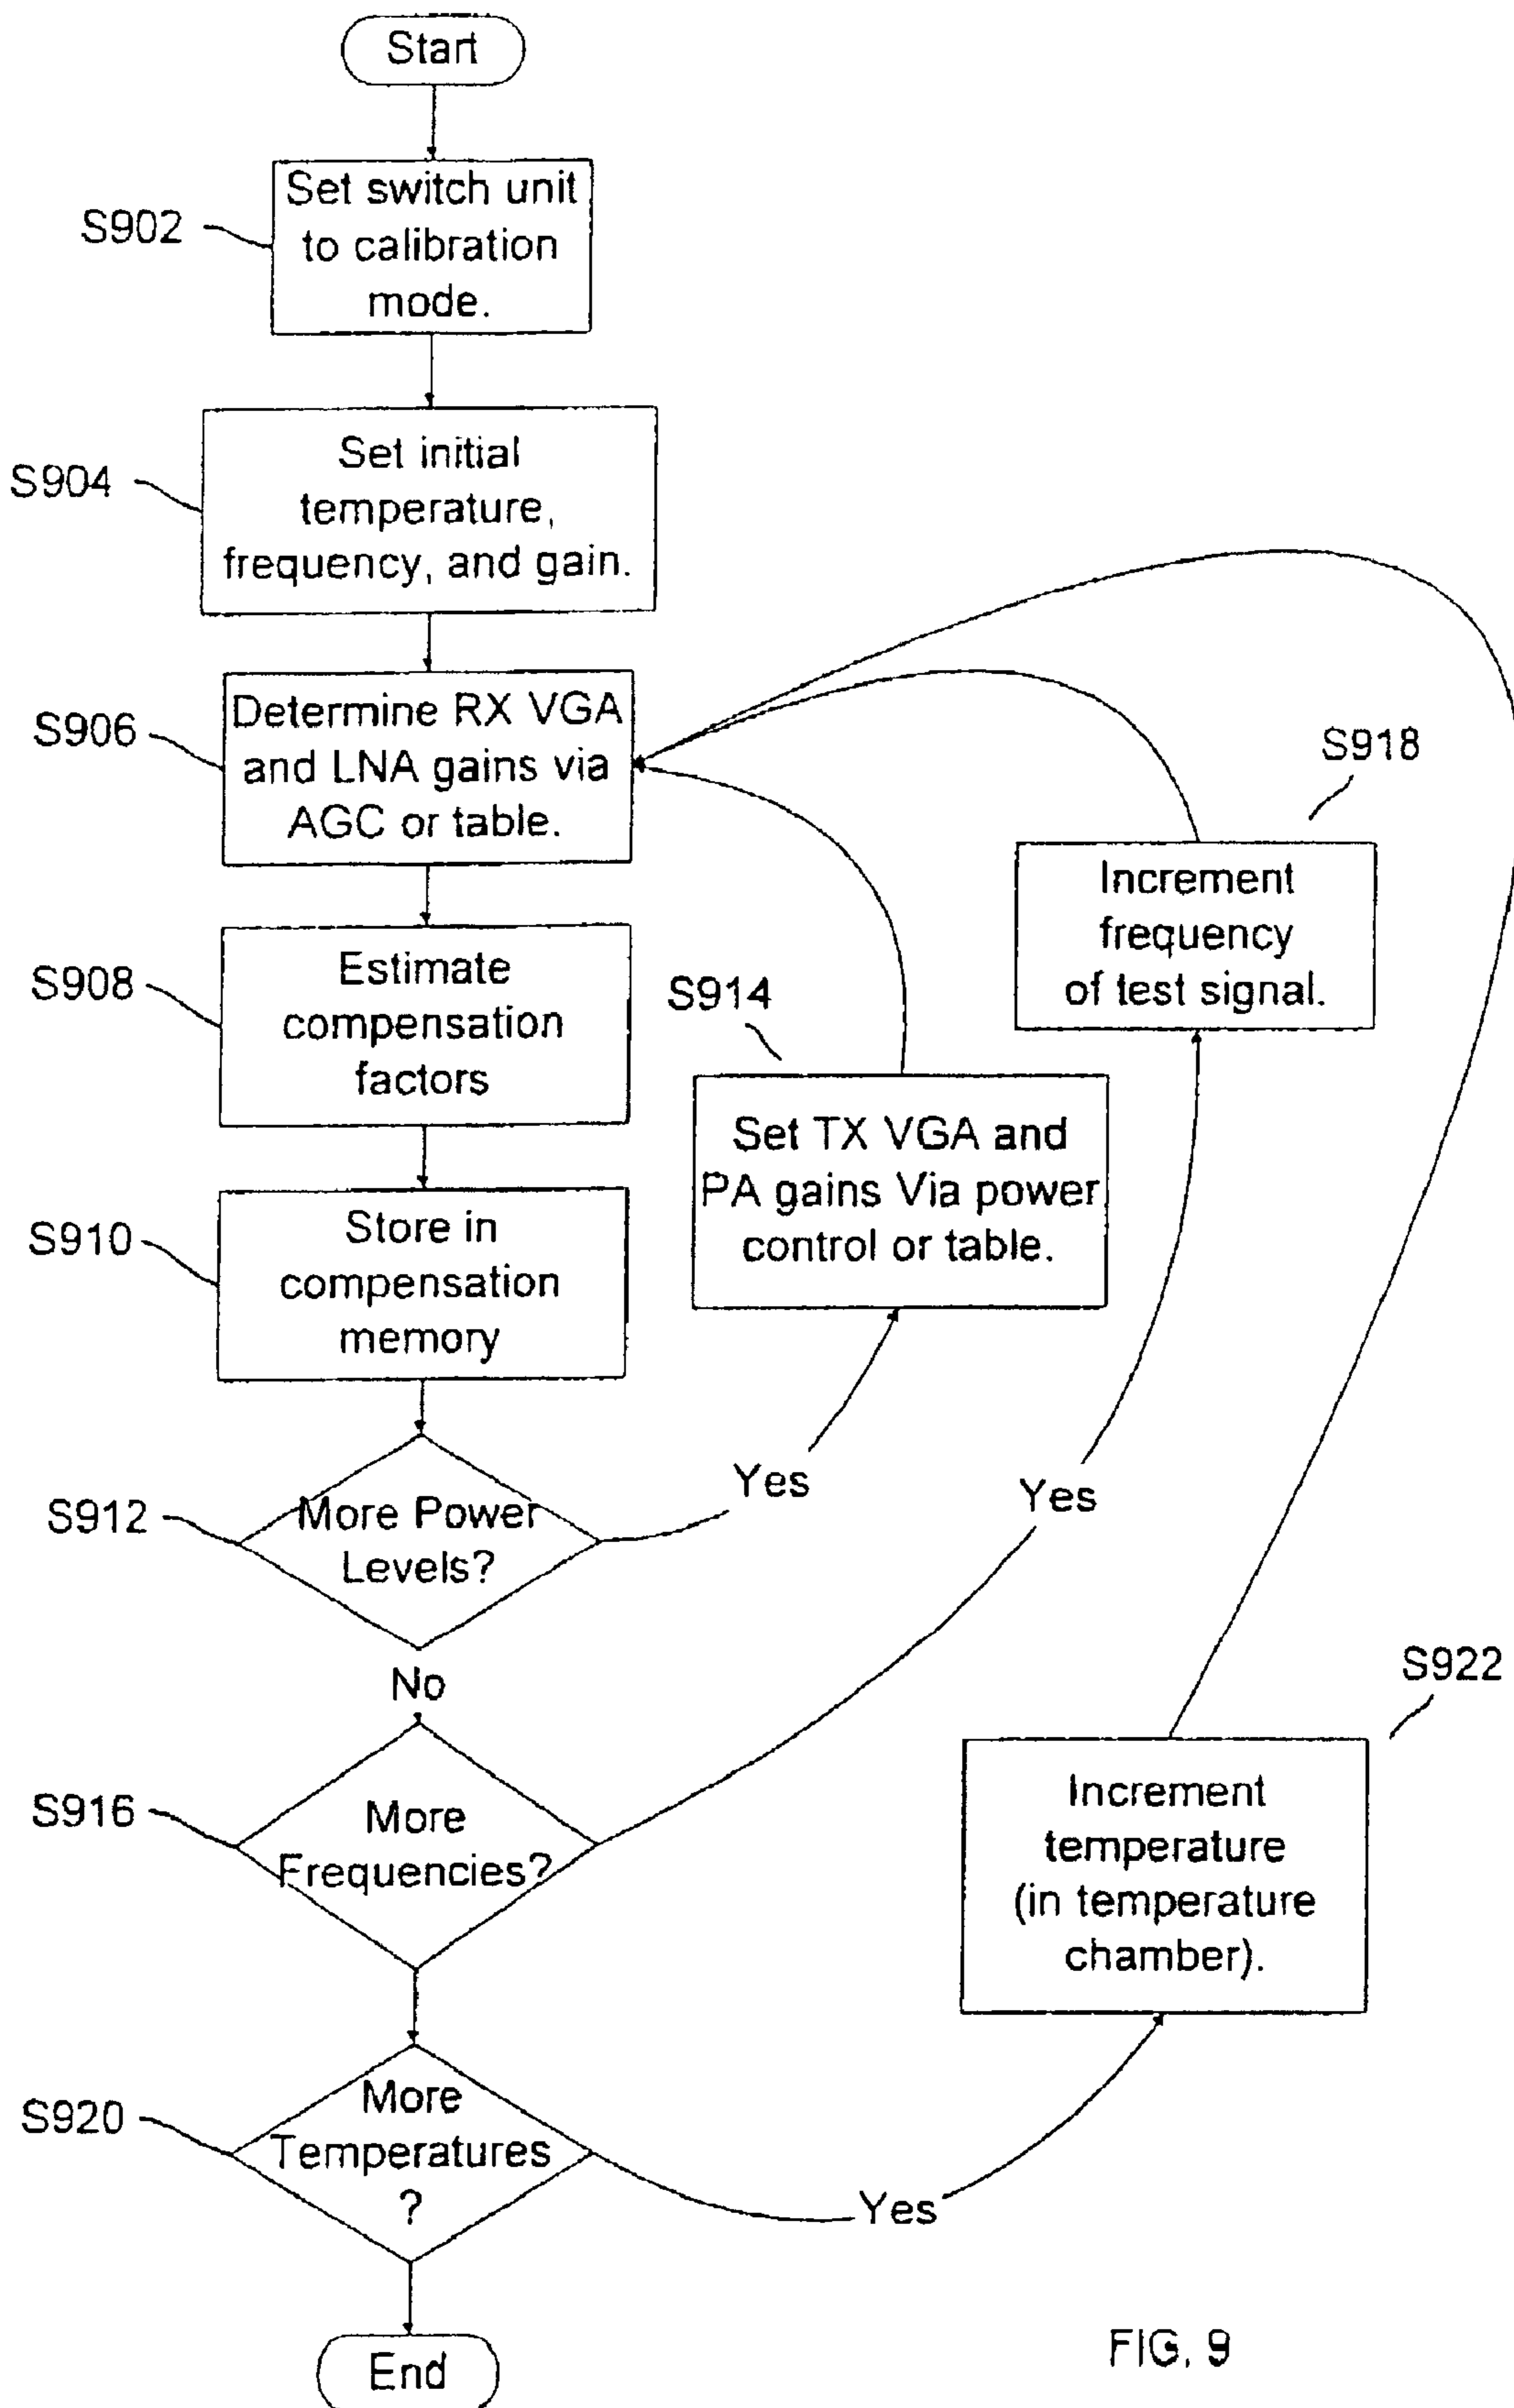 Start
S902
Set switch unit
to calibration
mode.
S904
Set initial
temperature,
frequency, and gain.
S906
Determine RX VGA
and LNA gains via
AGC or table.
S918
Increment
frequency
of test signal.
S908
Estimate
compensation
factors
S914
Set TX VGA and
PA gains Via power
control or table.
S910
Store in
compensation
memory
S912
More Power
Levels?
Yes
Yes
No
S922
Increment
temperature
(in temperature
chamber).
S916
More
Frequencies?
S920
More
Temperatures
?
Yes
End
FIG. 9